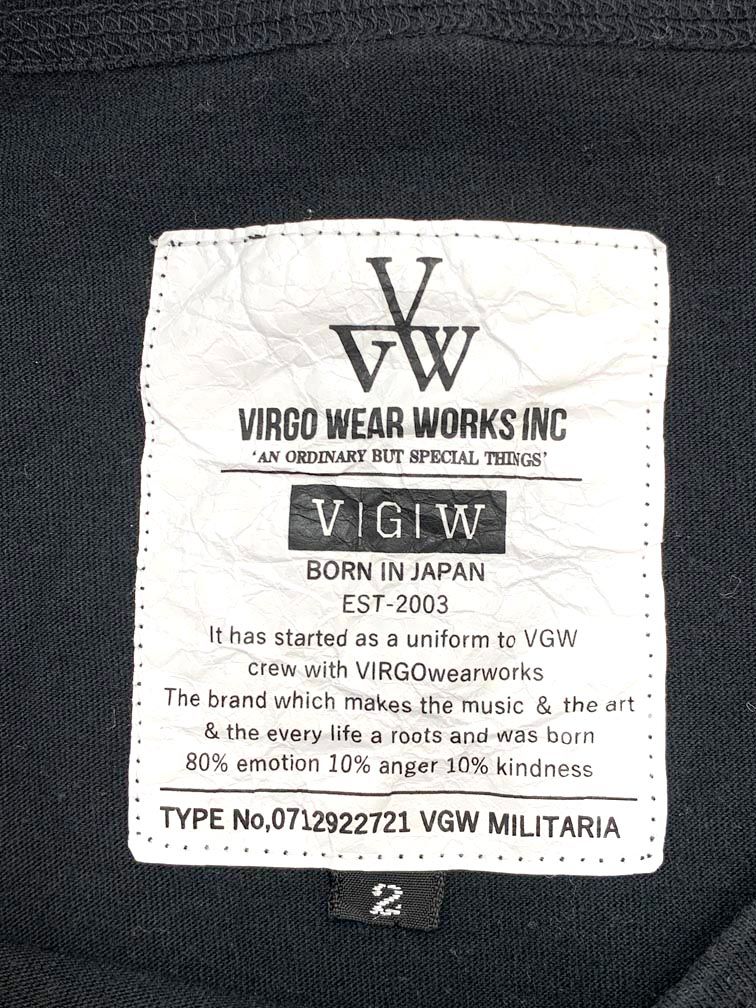 V
GW
VIRGO WEAR WORKS INC
'AN ORDINARY BUT SPECIAL THINGS'
V|G|W
BORN IN JAPAN
EST-2003
It has started as a uniform to VGW
crew with VIRGOwearworks
The brand which makes the music & the art
& the every life a roots and was born
80% emotion 10% anger 10% kindness
TYPE No,0712922721 VGW MILITARIA
2